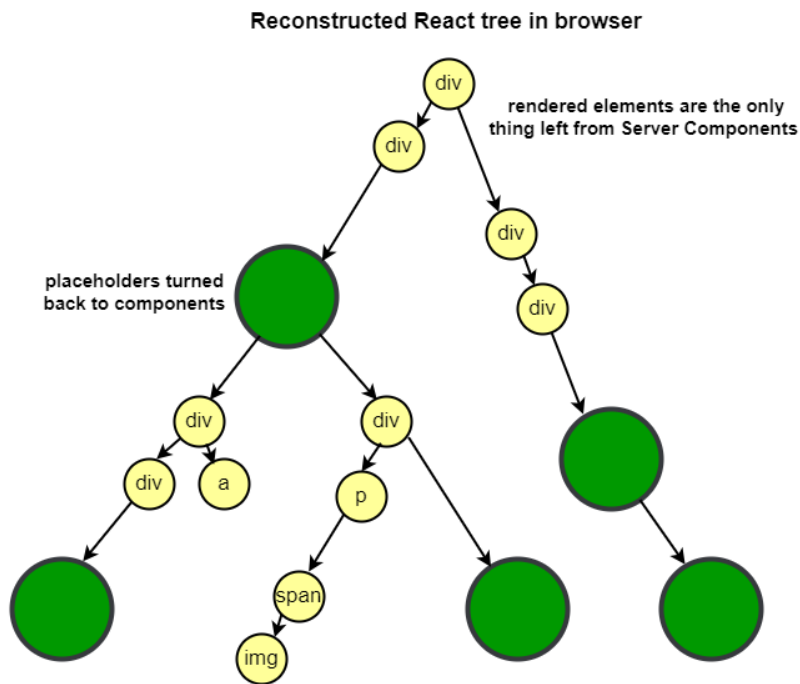 Reconstructed React tree in browser
div
rendered elements are the only
thing left from Server Components
div
div
placeholders turned
back to components
div
div
div
div
a
p
span
img